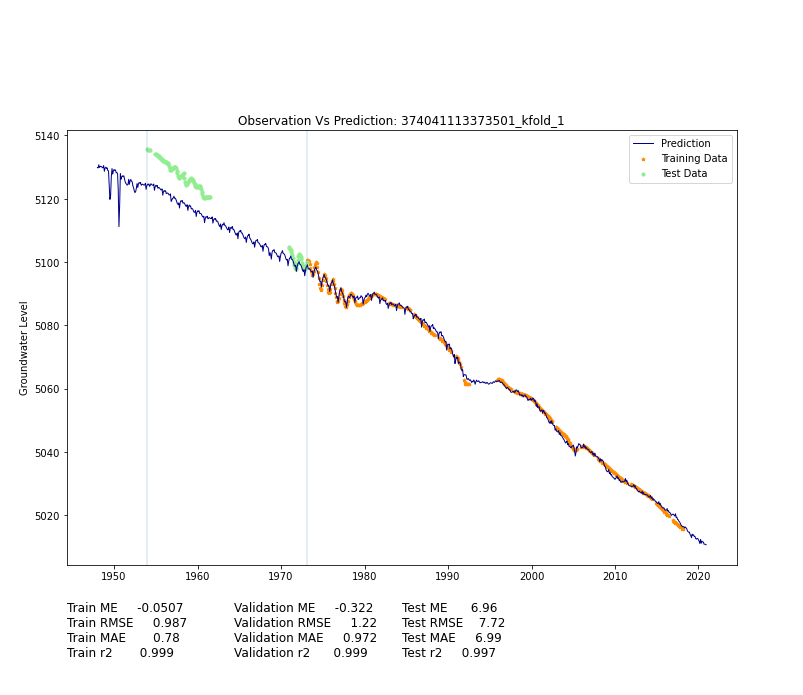 Observation Vs Prediction: 374041113373501_kfold_1
5140
5120
5100
5080
5060
5040
5020
Groundwater Level
Prediction
Training Data
Test Data
1950 1960 1970 1980 1990 2000 2010 2020
Train ME -0.0507 Validation ME -0.322 Test ME 6.96
Train RMSE 0.987 Validation RMSE 1.22 Test RMSE 7.72
Train MAE 0.78 Validation MAE 0.972 Test MAE 6.99
Train r2 0.999 Validation r2 0.999 Test r2 0.997